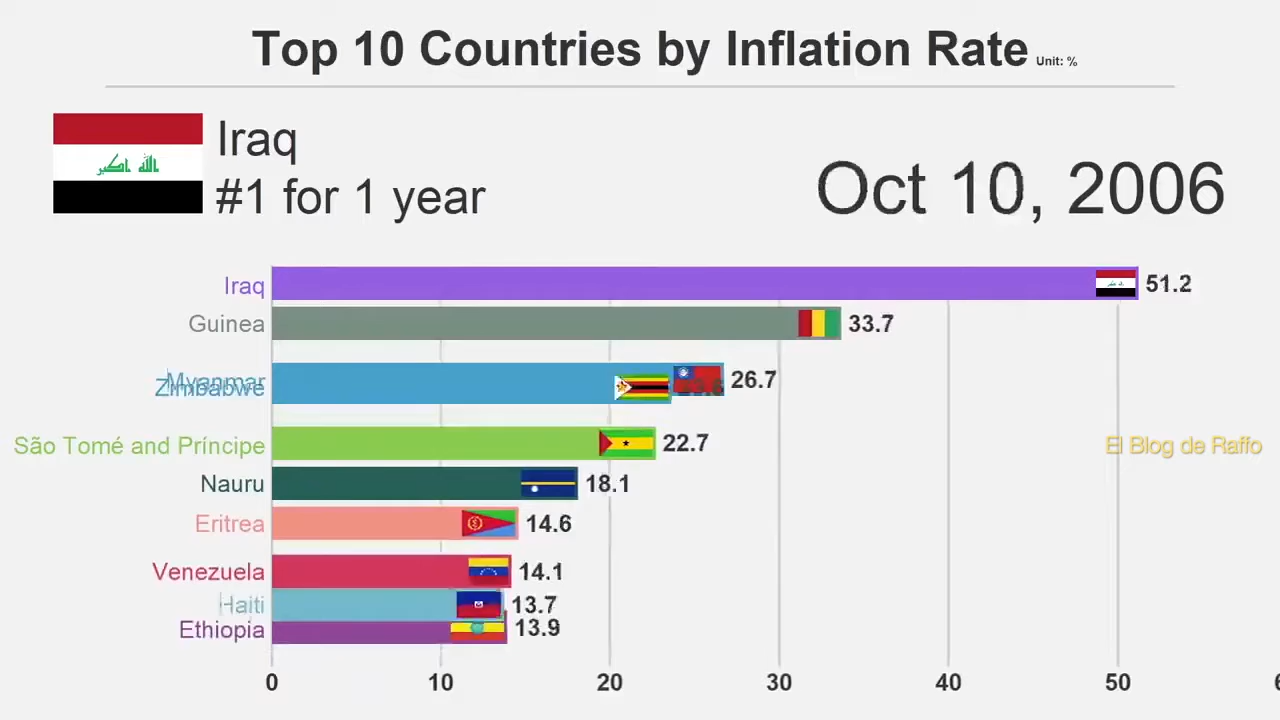 Top 10 Countries by Inflation Rate Unit: %
Iraq
#1 for 1 year
Oct 10, 2006
Iraq 51.2
Guinea 33.7
Myanmar 26.7
Zimbabwe
São Tomé and Príncipe 22.7
El Blog de Raffo
Nauru 18.1
Eritrea 14.6
Venezuela 14.1
Haiti 13.7
Ethiopia 13.9
0 10 20 30 40 50